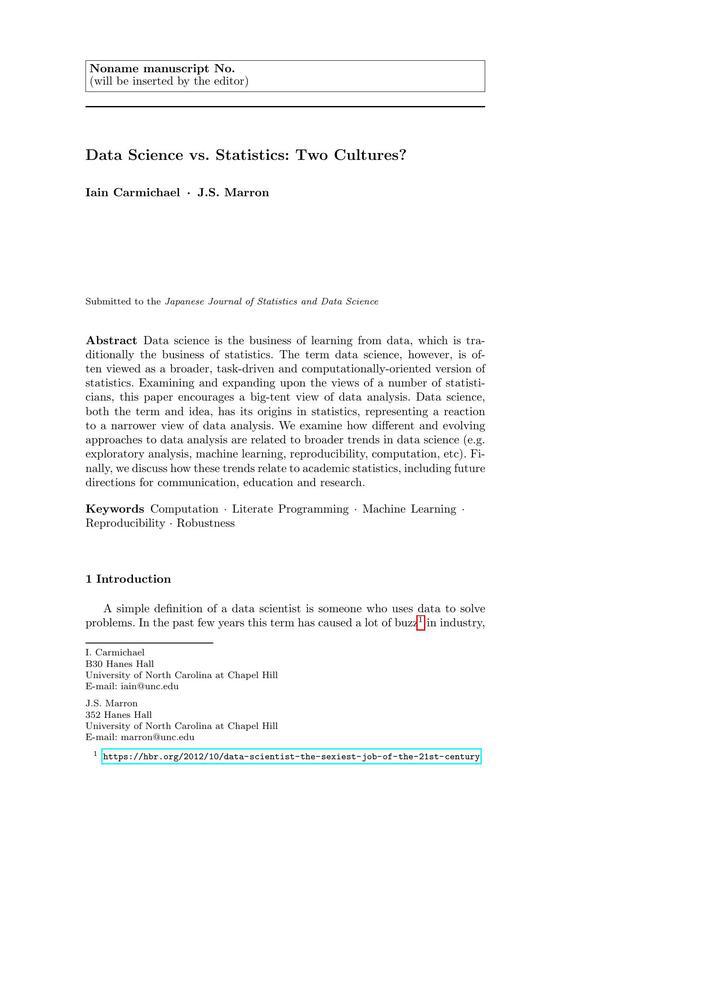 Noname manuscript No.
(will be inserted by the editor)
Data Science vs. Statistics: Two Cultures?
Iain Carmichael · J.S. Marron
Submitted to the Japanese Journal of Statistics and Data Science
Abstract Data science is the business of learning from data, which is tra-
ditionally the business of statistics. The term data science, however, is of-
ten viewed as a broader, task-driven and computationally-oriented version of
statistics. Examining and expanding upon the views of a number of statisti-
cians, this paper encourages a big-tent view of data analysis. Data science,
both the term and idea, has its origins in statistics, representing a reaction
to a narrower view of data analysis. We examine how different and evolving
approaches to data analysis are related to broader trends in data science (e.g.
exploratory analysis, machine learning, reproducibility, computation, etc). Fi-
nally, we discuss how these trends relate to academic statistics, including future
directions for communication, education and research.
Keywords Computation · Literate Programming · Machine Learning ·
Reproducibility · Robustness
1 Introduction
A simple definition of a data scientist is someone who uses data to solve
problems. In the past few years this term has caused a lot of buzz1 in industry,
I. Carmichael
B30 Hanes Hall
University of North Carolina at Chapel Hill
E-mail: iain@unc.edu
J.S. Marron
352 Hanes Hall
University of North Carolina at Chapel Hill
E-mail: marron@unc.edu
1 https://hbr.org/2012/10/data-scientist-the-sexiest-job-of-the-21st-century